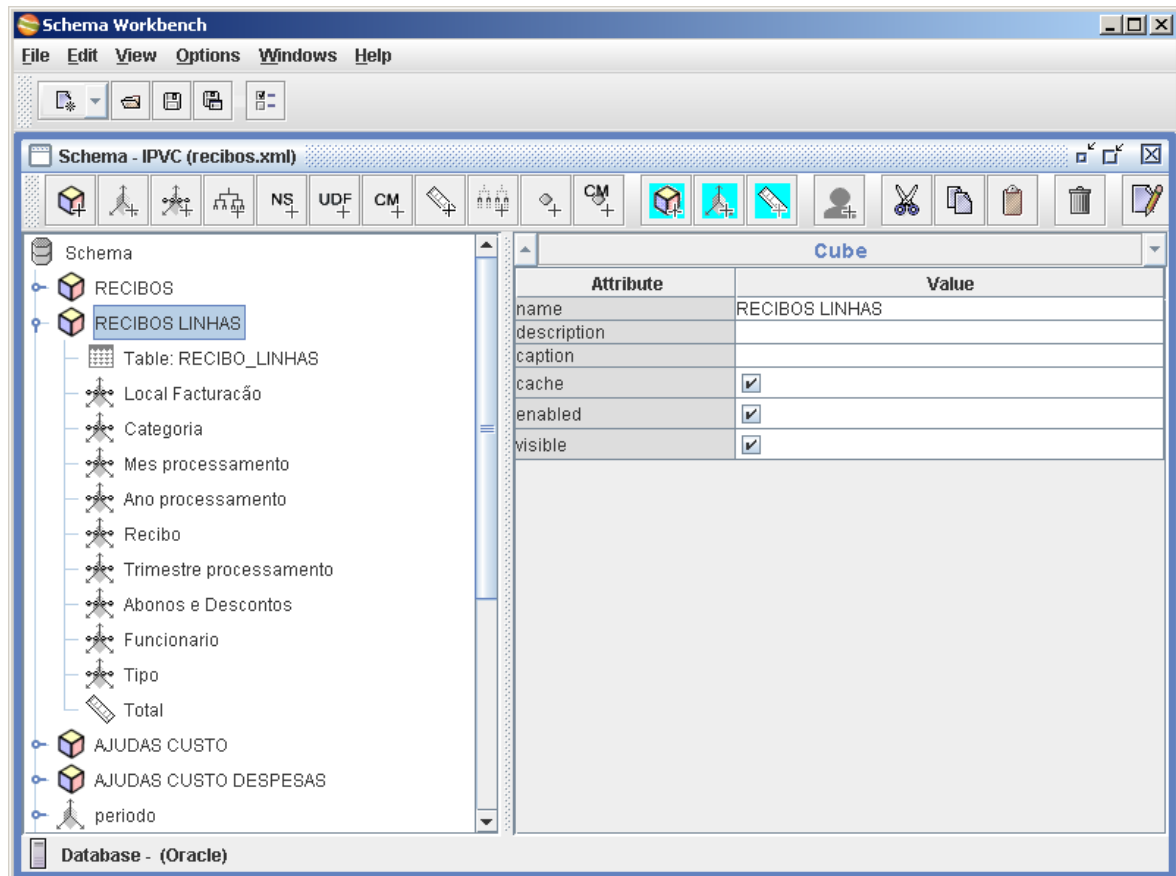 Schema Workbench
File Edit View Options Windows Help
Schema - IPVC (recibos.xml)
NS UDF CM CM
Schema
RECIBOS
RECIBOS LINHAS
Table: RECIBO_LINHAS
Local Facturacão
Categoria
Mes processamento
Ano processamento
Recibo
Trimestre processamento
Abonos e Descontos
Funcionario
Tipo
Total
AJUDAS CUSTO
AJUDAS CUSTO DESPESAS
periodo
Cube
Attribute Value
name RECIBOS LINHAS
description
caption
cache
enabled
visible
Database - (Oracle)